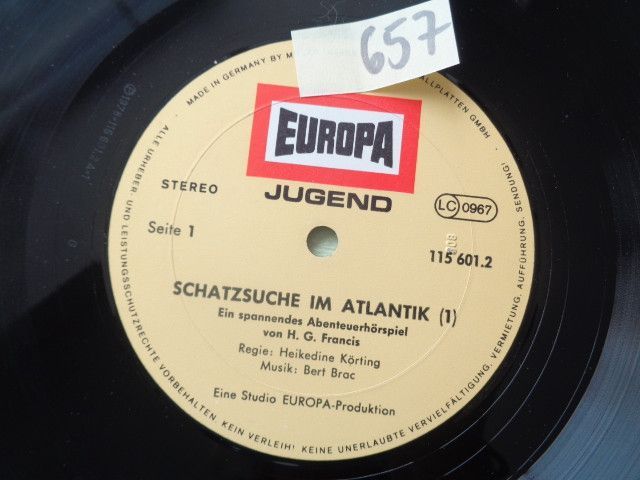 657
MADE IN GERMANY BY M
ALLPLATTEN GMBH
EUROPA
JUGEND
STEREO
LC 0967
Seite 1
115 601.2
SCHATZSUCHE IM ATLANTIK (1)
Ein spannendes Abenteuerhörspiel
von H. G. Francis
Regie: Heikedine Körting
Musik: Bert Brac
Eine Studio EUROPA-Produktion
ALLE URHEBER- UND LEISTUNGSSCHUTZRECHTE VORBEHALTEN. KEIN VERLEIH! KEINE UNERLAUBTE VERVIELFÄLTIGUNG, VERMIETUNG, AUFFÜHRUNG, SENDUNG!